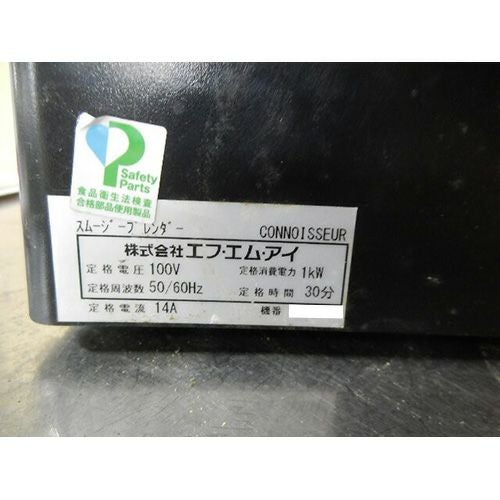 Safety
Parts
食品衛生法検査
合格部品使用製品
スムージーブレンダー CONNOISSEUR
株式会社エフ・エム・アイ
定格電圧 100V 定格消費電力 1kW
定格周波数 50/60Hz 定格時間 30分
定格電流 14A 機番